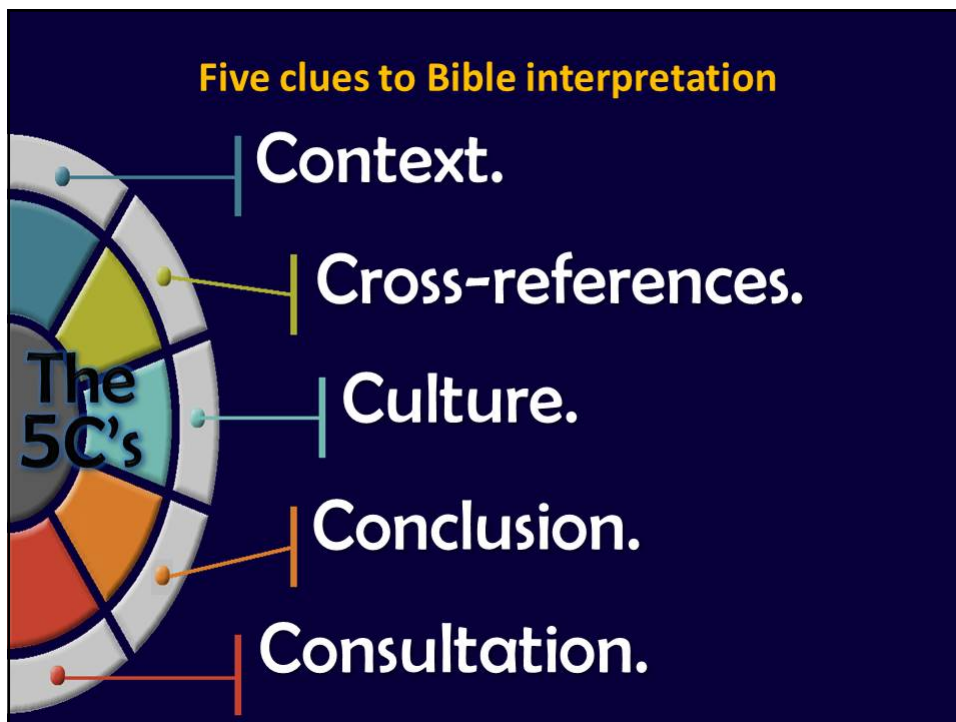 Five clues to Bible interpretation
Context.
Cross-references.
The
5C's
Culture.
Conclusion.
Consultation.